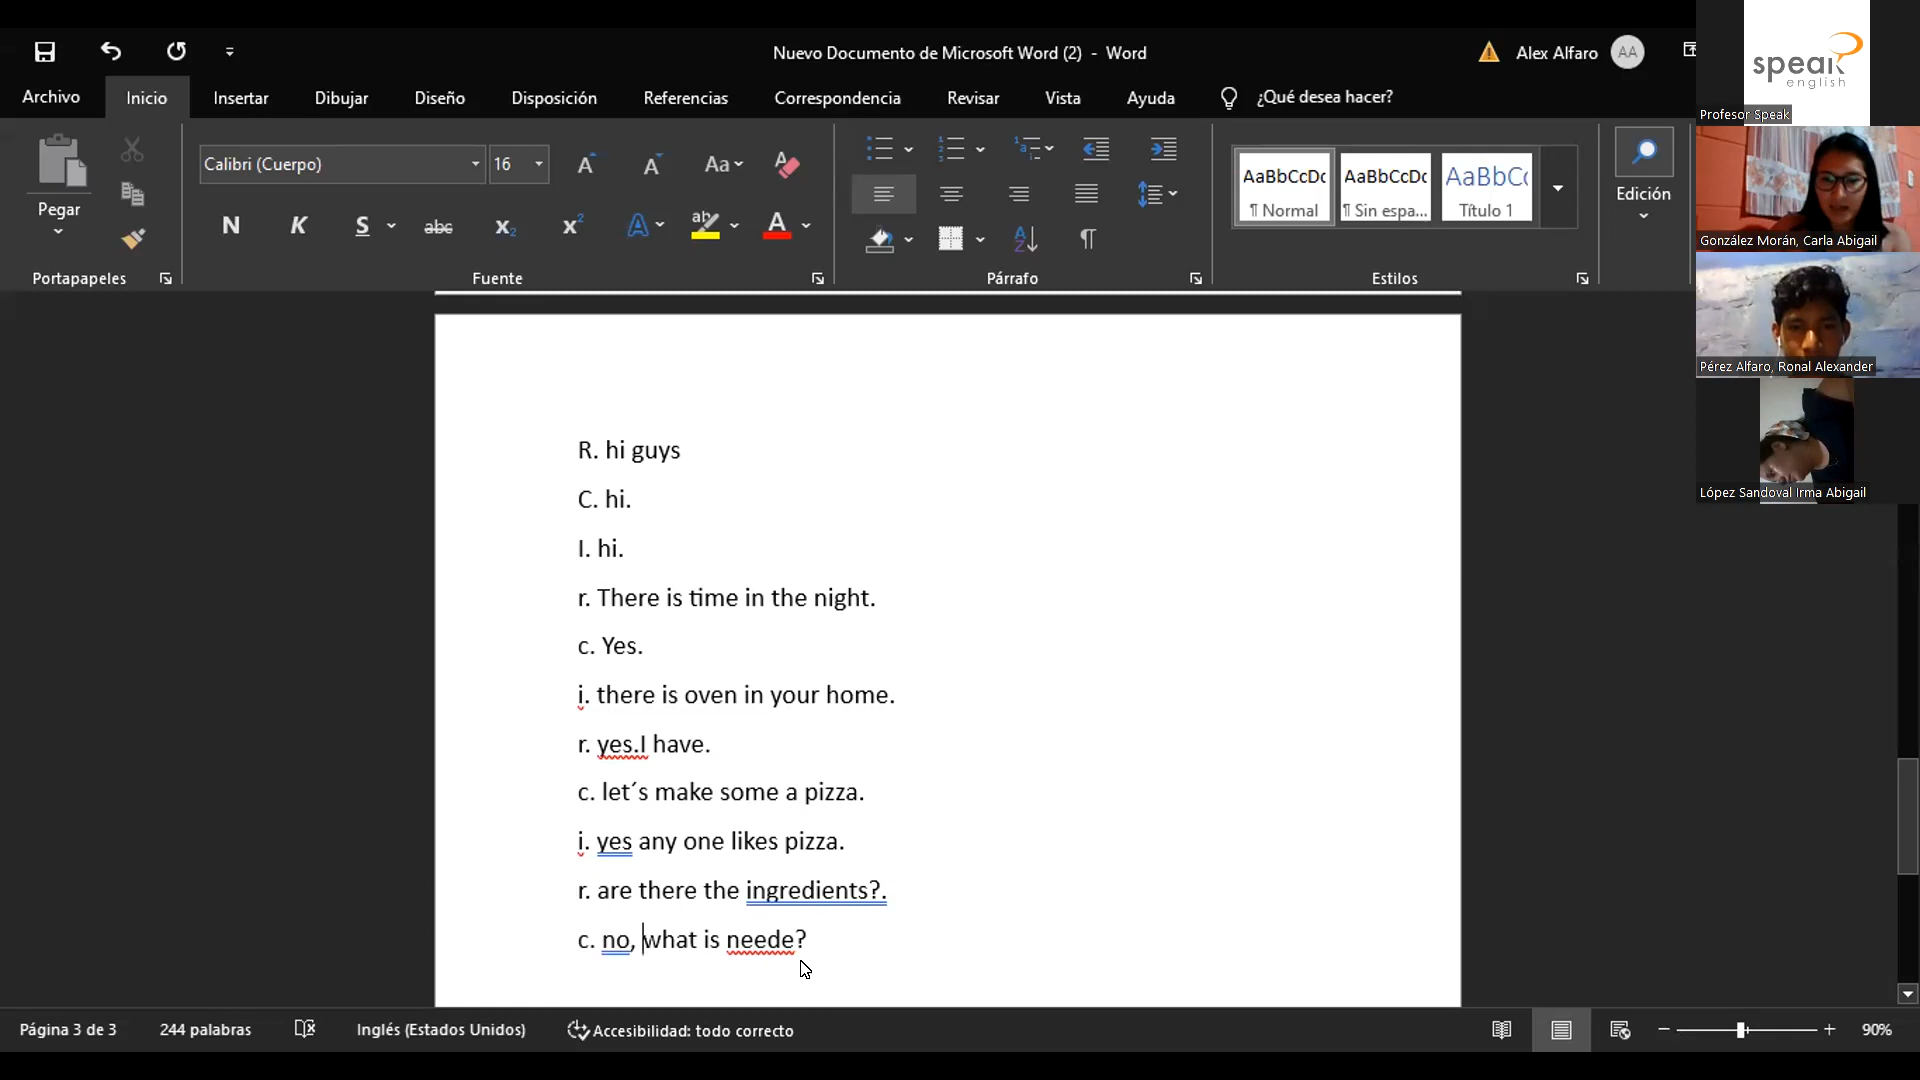 Nuevo Documento de Microsoft Word (2) - Word
Alex Alfaro
AA
Archivo
Inicio
Insertar
Dibujar
Diseño
Disposición
Referencias
Correspondencia
Revisar
Vista
Ayuda
¿Qué desea hacer?
Pegar
Portapapeles
Calibri (Cuerpo)
16
Aa
N K S abc x₂ x²
Fuente
Párrafo
AaBbCcDc
¶ Normal
AaBbCcDc
¶ Sin espa...
AaBbCc
Título 1
Estilos
Edición
speak
english
Profesor Speak
González Morán, Carla Abigail
Pérez Alfaro, Ronal Alexander
López Sandoval Irma Abigail
R. hi guys
C. hi.
I. hi.
r. There is time in the night.
c. Yes.
i. there is oven in your home.
r. yes.I have.
c. let´s make some a pizza.
i. yes any one likes pizza.
r. are there the ingredients?.
c. no, what is neede?
Página 3 de 3
244 palabras
Inglés (Estados Unidos)
Accesibilidad: todo correcto
90%